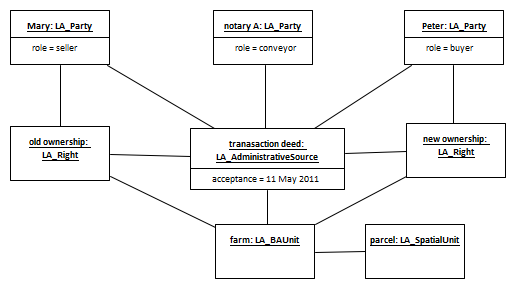 Mary: LA_Party
role = seller
notary A: LA_Party
role = conveyor
Peter: LA_Party
role = buyer
old ownership:
LA_Right
tranasaction deed:
LA_AdministrativeSource
acceptance = 11 May 2011
new ownership:
LA_Right
farm: LA_BAUnit
parcel: LA_SpatialUnit